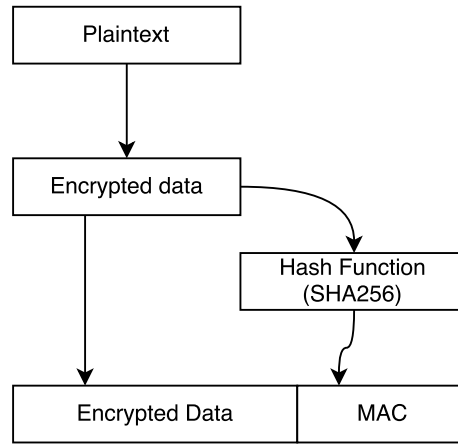 Plaintext
Encrypted data
Hash Function
(SHA256)
Encrypted Data
MAC